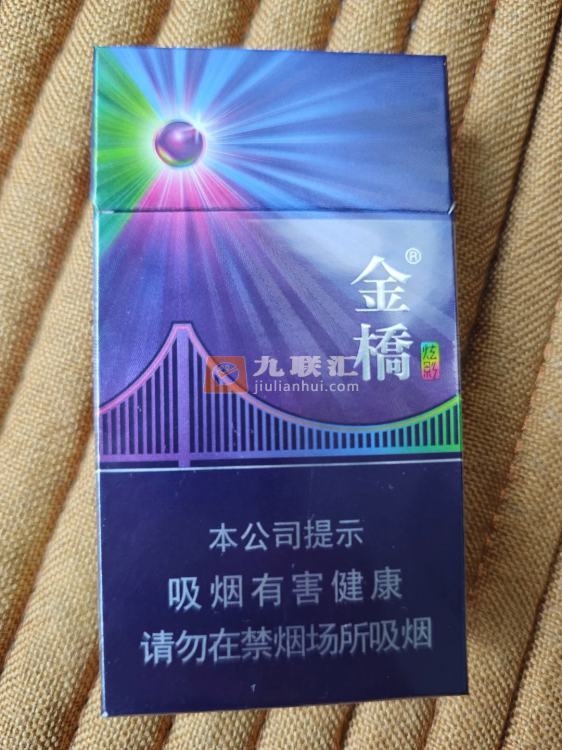 金橋®
炫彩
九联汇
jiulianhui.com
本公司提示
吸烟有害健康
请勿在禁烟场所吸烟